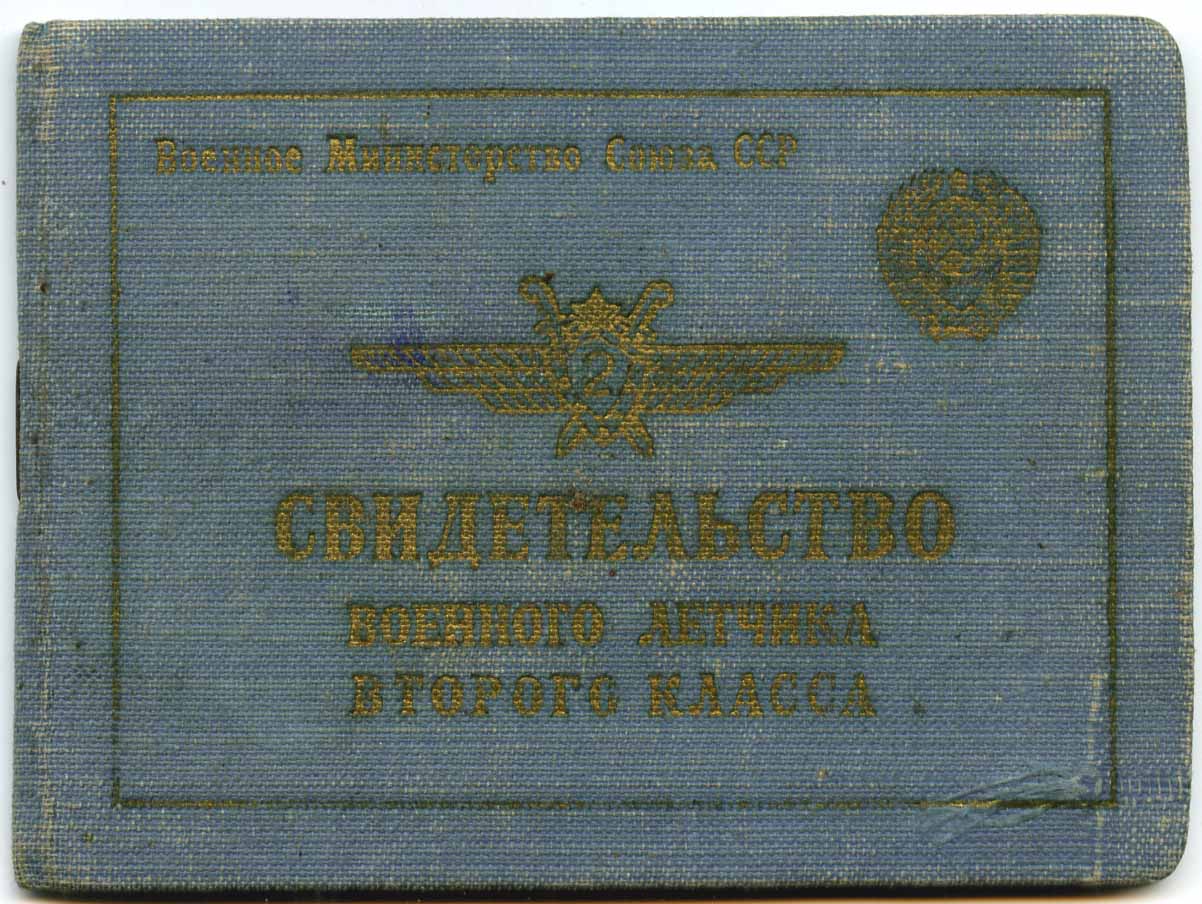 Военное Министерство Союза ССР
2
СВИДЕТЕЛЬСТВО
ВОЕННОГО ЛЕТЧИКА
ВТОРОГО КЛАССА